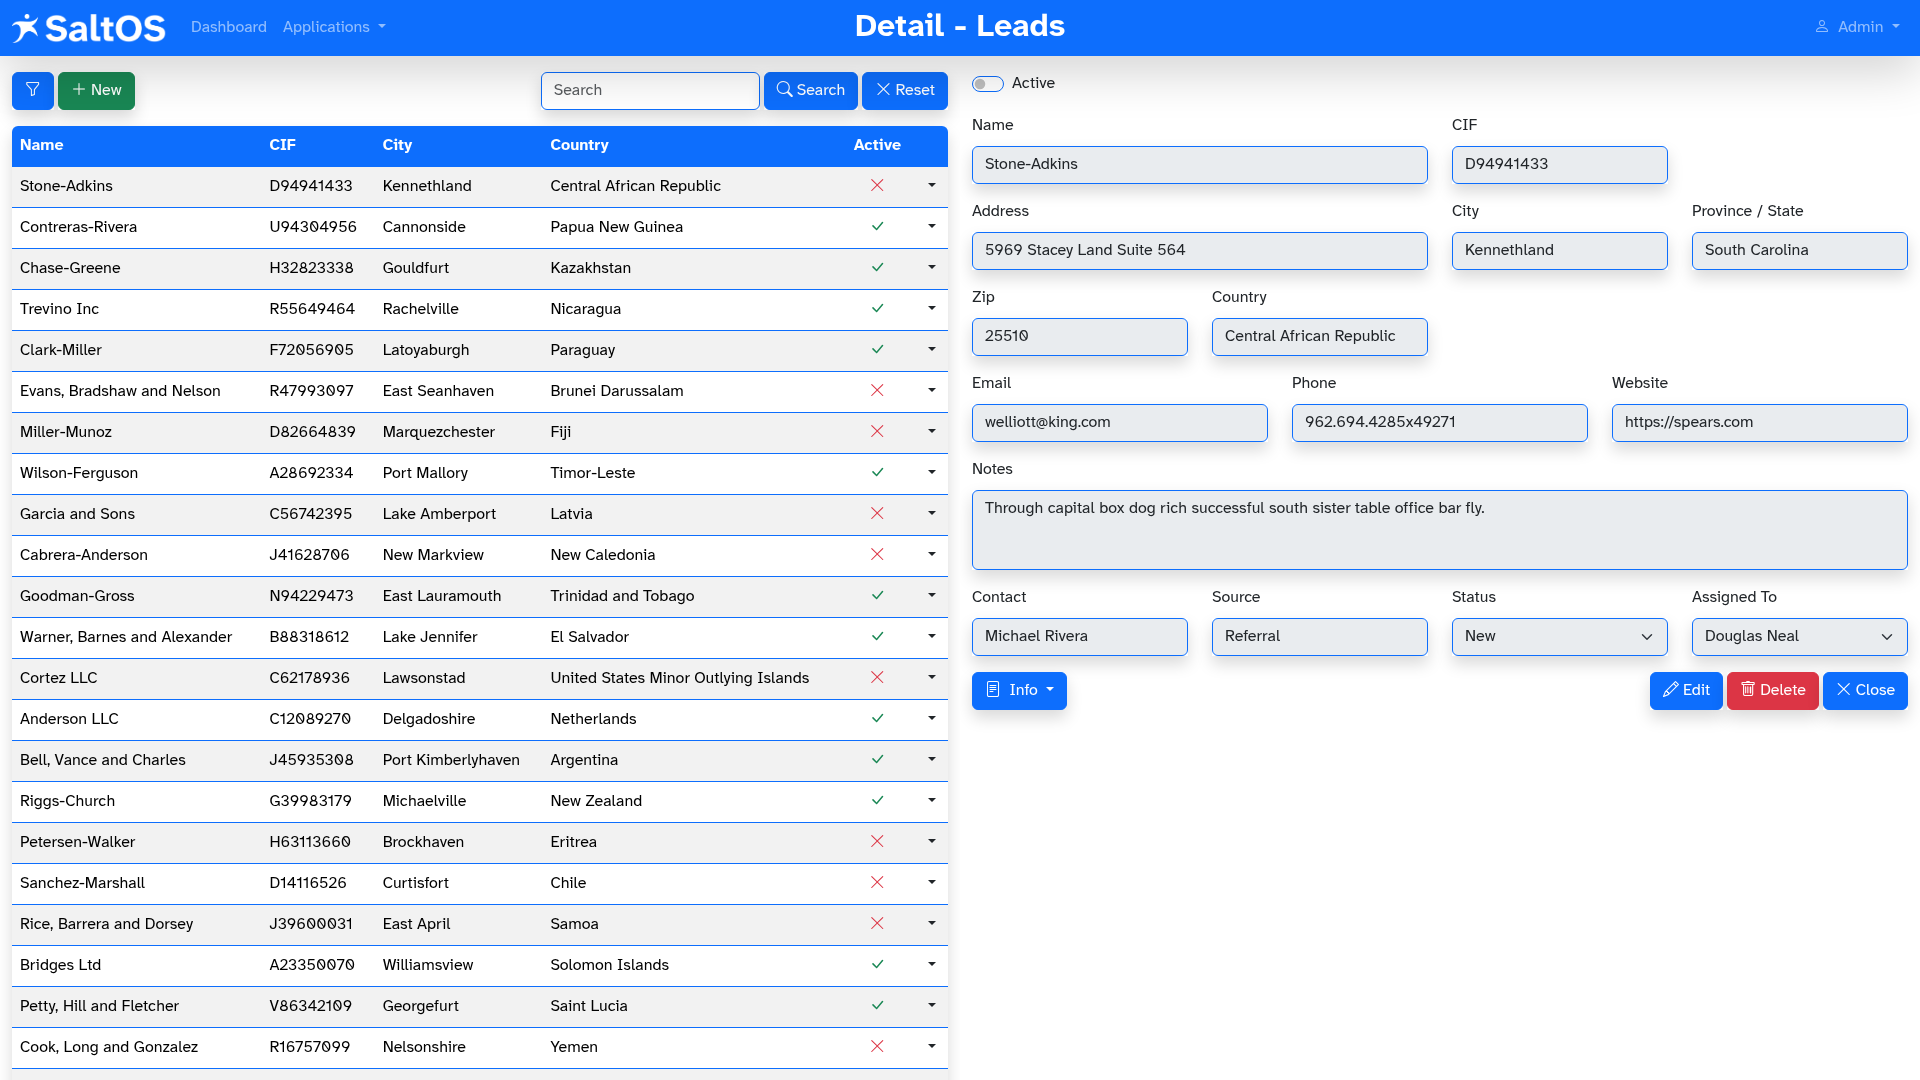 SaltOS Dashboard Applications Detail - Leads Admin
New Search Search Reset
Name CIF City Country Active
Stone-Adkins D94941433 Kennethland Central African Republic
Contreras-Rivera U94304956 Cannonside Papua New Guinea
Chase-Greene H32823338 Gouldfurt Kazakhstan
Trevino Inc R55649464 Rachelville Nicaragua
Clark-Miller F72056905 Latoyaburgh Paraguay
Evans, Bradshaw and Nelson R47993097 East Seanhaven Brunei Darussalam
Miller-Munoz D82664839 Marquezchester Fiji
Wilson-Ferguson A28692334 Port Mallory Timor-Leste
Garcia and Sons C56742395 Lake Amberport Latvia
Cabrera-Anderson J41628706 New Markview New Caledonia
Goodman-Gross N94229473 East Lauramouth Trinidad and Tobago
Warner, Barnes and Alexander B88318612 Lake Jennifer El Salvador
Cortez LLC C62178936 Lawsonstad United States Minor Outlying Islands
Anderson LLC C12089270 Delgadoshire Netherlands
Bell, Vance and Charles J45935308 Port Kimberlyhaven Argentina
Riggs-Church G39983179 Michaelville New Zealand
Petersen-Walker H63113660 Brockhaven Eritrea
Sanchez-Marshall D14116526 Curtisfort Chile
Rice, Barrera and Dorsey J39600031 East April Samoa
Bridges Ltd A23350070 Williamsview Solomon Islands
Petty, Hill and Fletcher V86342109 Georgefurt Saint Lucia
Cook, Long and Gonzalez R16757099 Nelsonshire Yemen
Active
Name CIF
Stone-Adkins D94941433
Address City Province / State
5969 Stacey Land Suite 564 Kennethland South Carolina
Zip Country
25510 Central African Republic
Email Phone Website
welliott@king.com 962.694.4285x49271 https://spears.com
Notes
Through capital box dog rich successful south sister table office bar fly.
Contact Source Status Assigned To
Michael Rivera Referral New Douglas Neal
Info Edit Delete Close